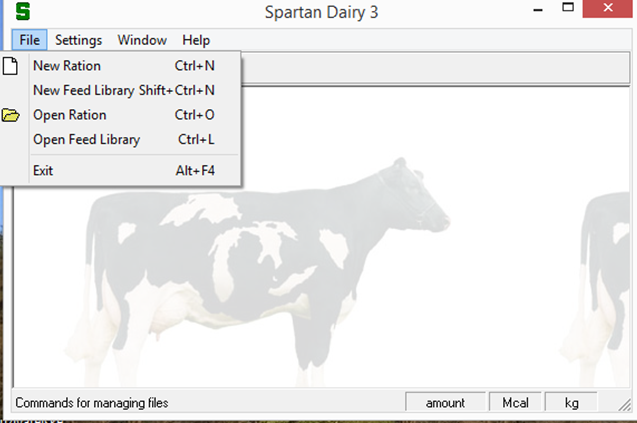 S Spartan Dairy 3
File Settings Window Help
New Ration Ctrl+N
New Feed Library Shift+Ctrl+N
Open Ration Ctrl+O
Open Feed Library Ctrl+L
Exit Alt+F4
Commands for managing files amount Mcal kg